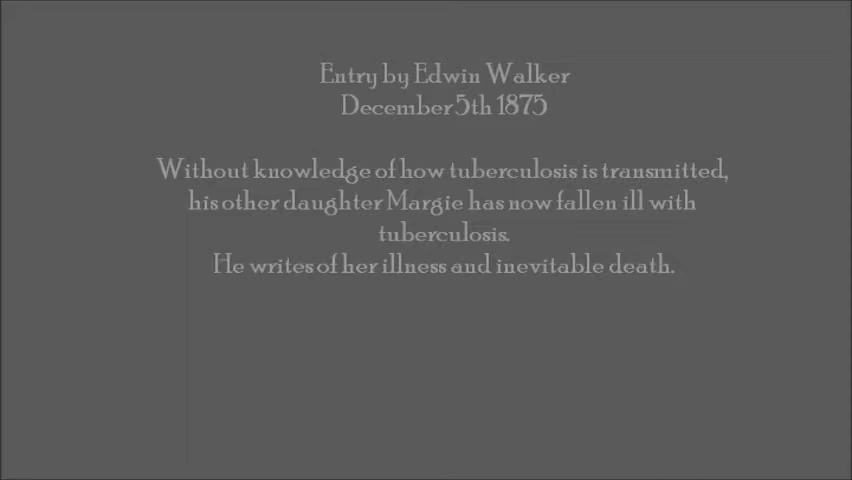 Entry by Edwin Walker
December 5th 1875
Without knowledge of how tuberculosis is transmitted,
his other daughter Margie has now fallen ill with
tuberculosis.
He writes of her illness and inevitable death.